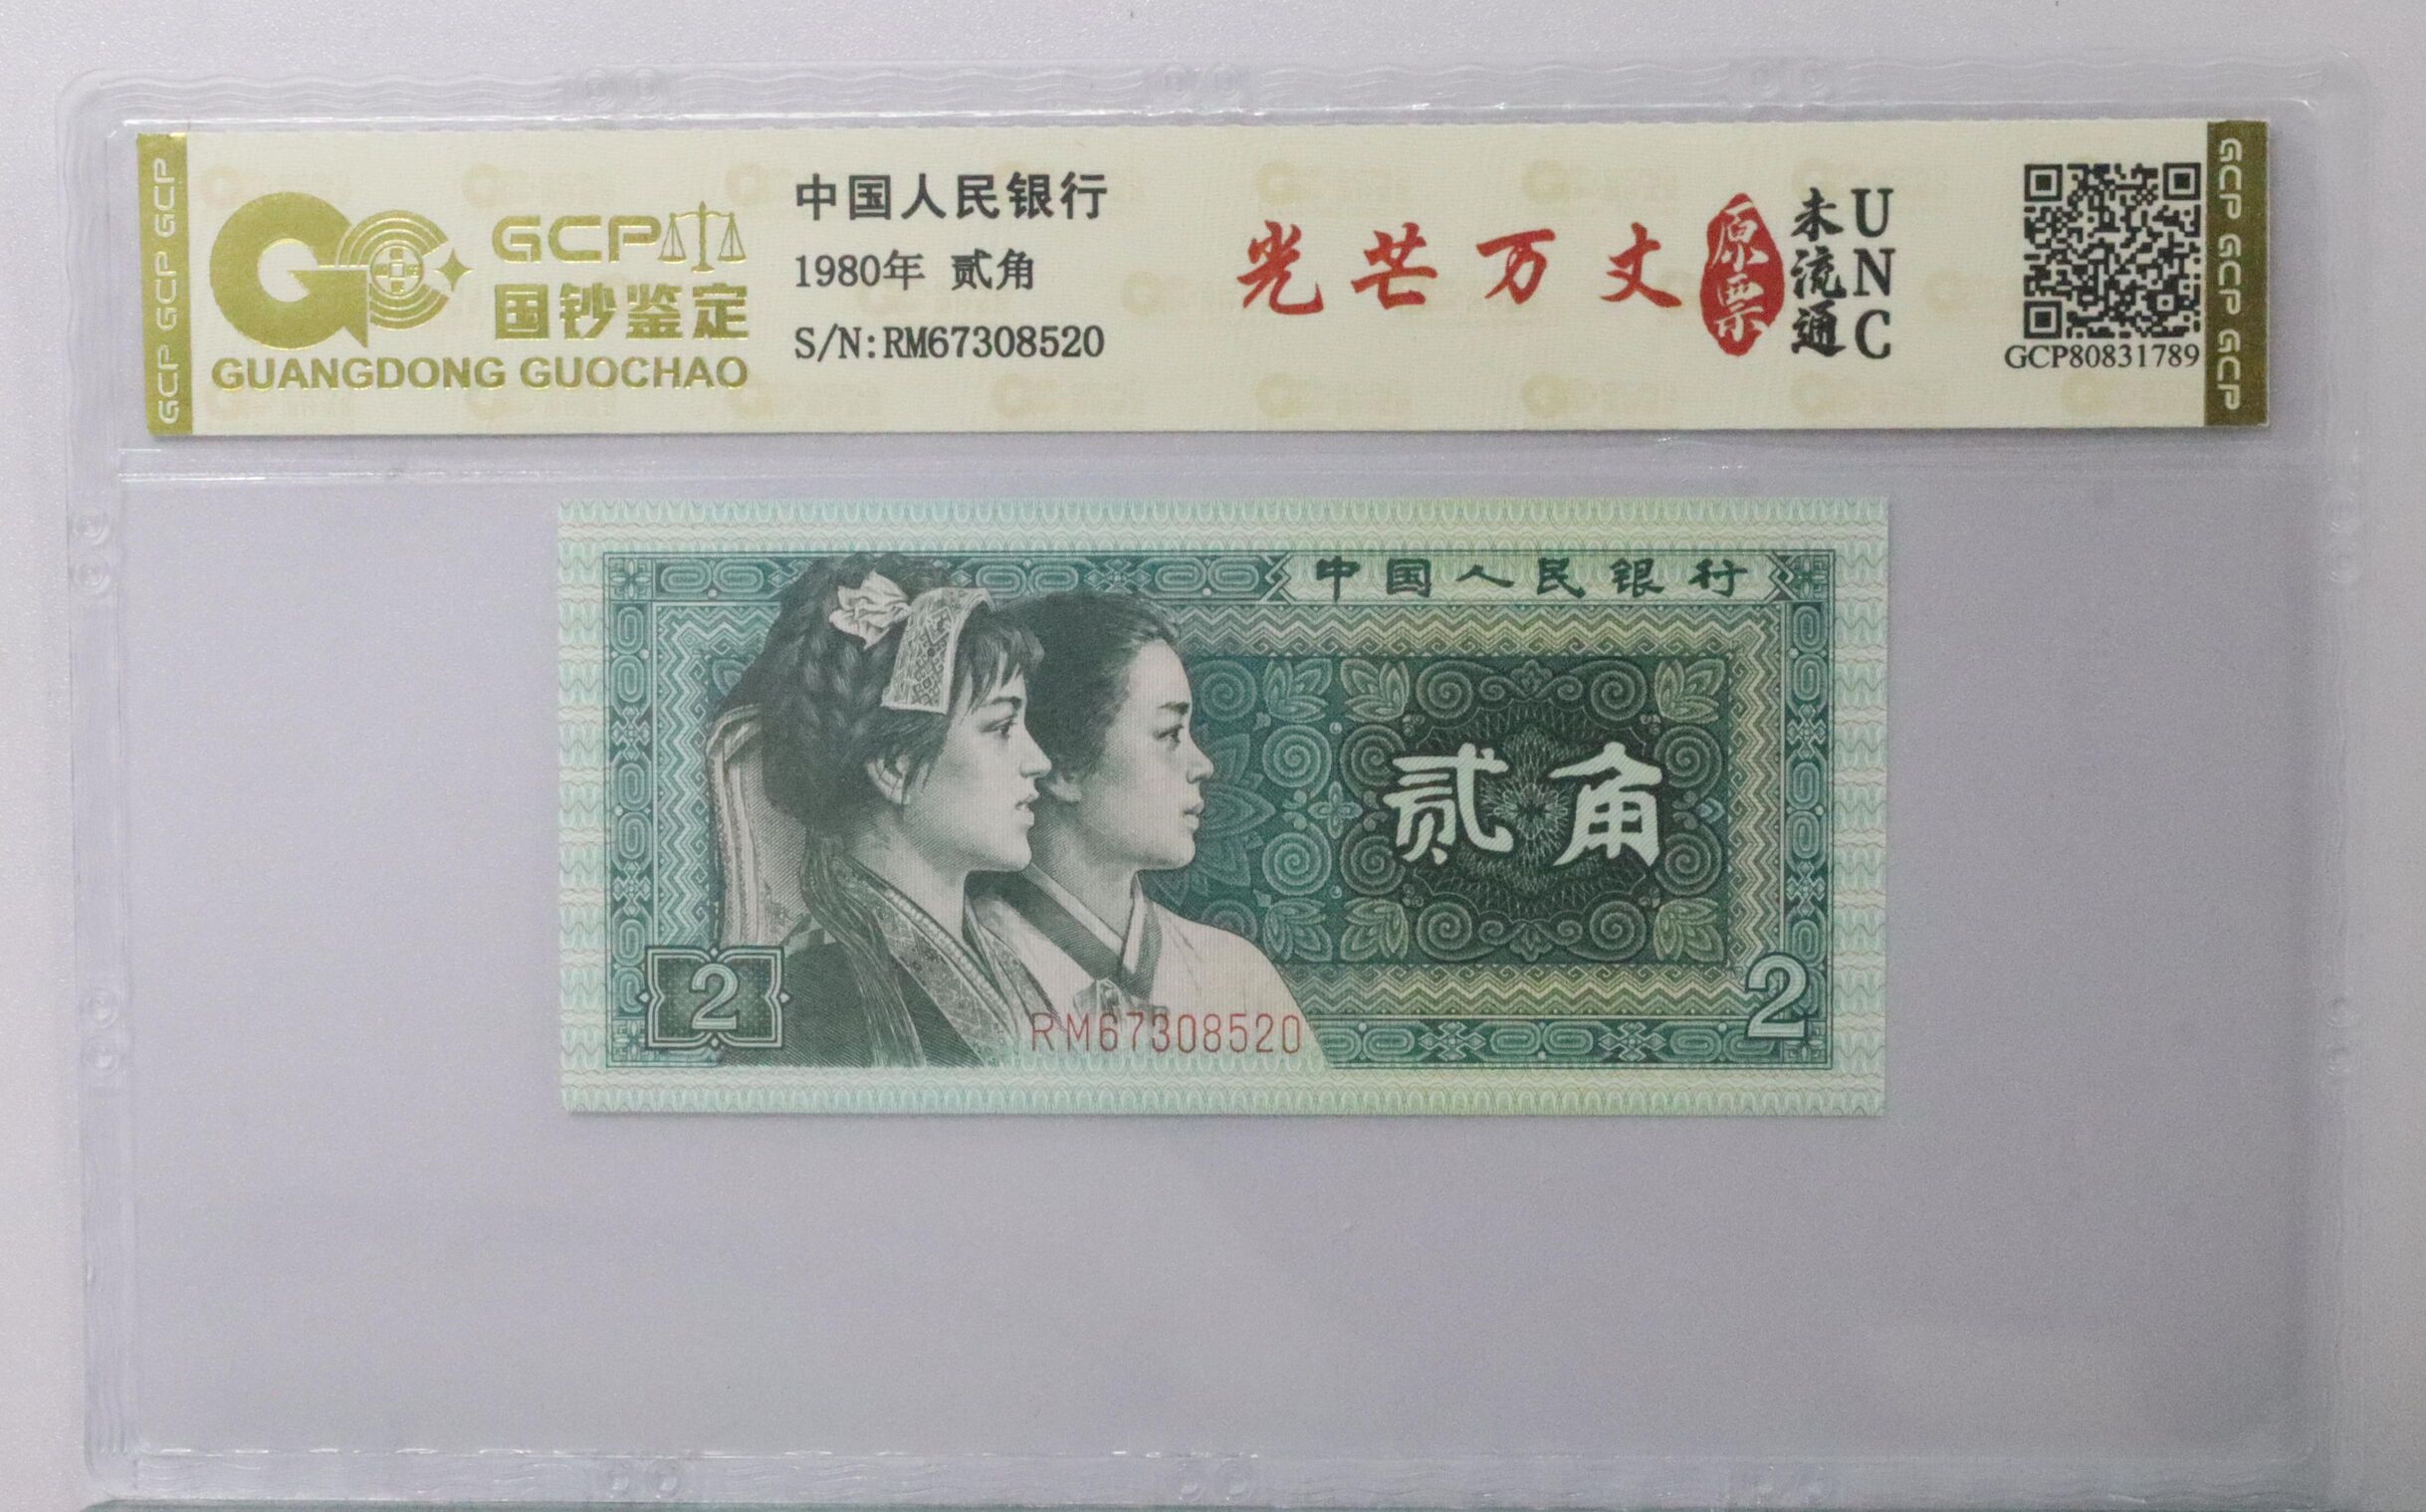 GCP GCP GCP
GCP
国钞鉴定
GUANGDONG GUOCHAO
中国人民银行
1980年 贰角
S/N:RM67308520
光芒万丈
原票
未流通
UNC
GCP80831789
GCP GCP GCP
中国人民银行
贰角
2
2
RM67308520